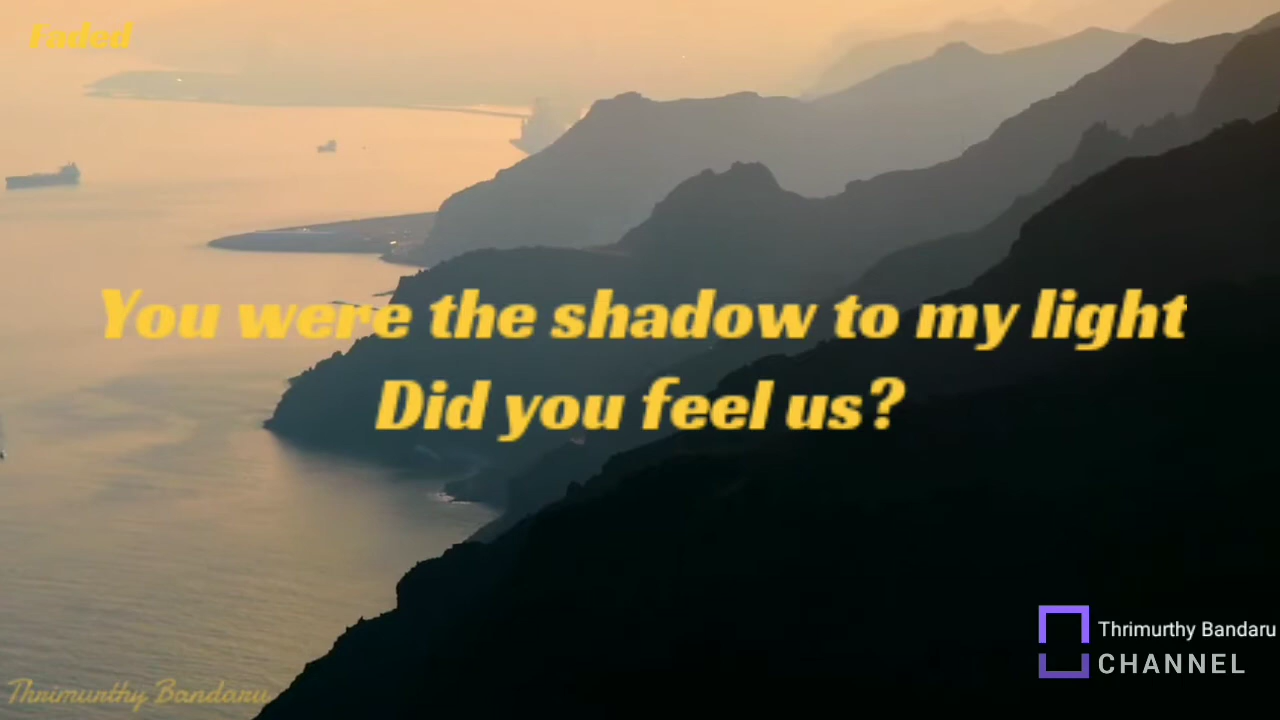 Faded
You were the shadow to my light
Did you feel us?
Thrimurthy Bandaru
CHANNEL
Thrimurthy Bandaru